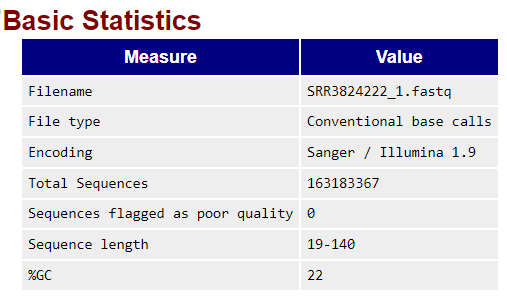 Basic Statistics
Measure Value
Filename SRR3824222_1.fastq
File type Conventional base calls
Encoding Sanger / Illumina 1.9
Total Sequences 163183367
Sequences flagged as poor quality 0
Sequence length 19-140
%GC 22